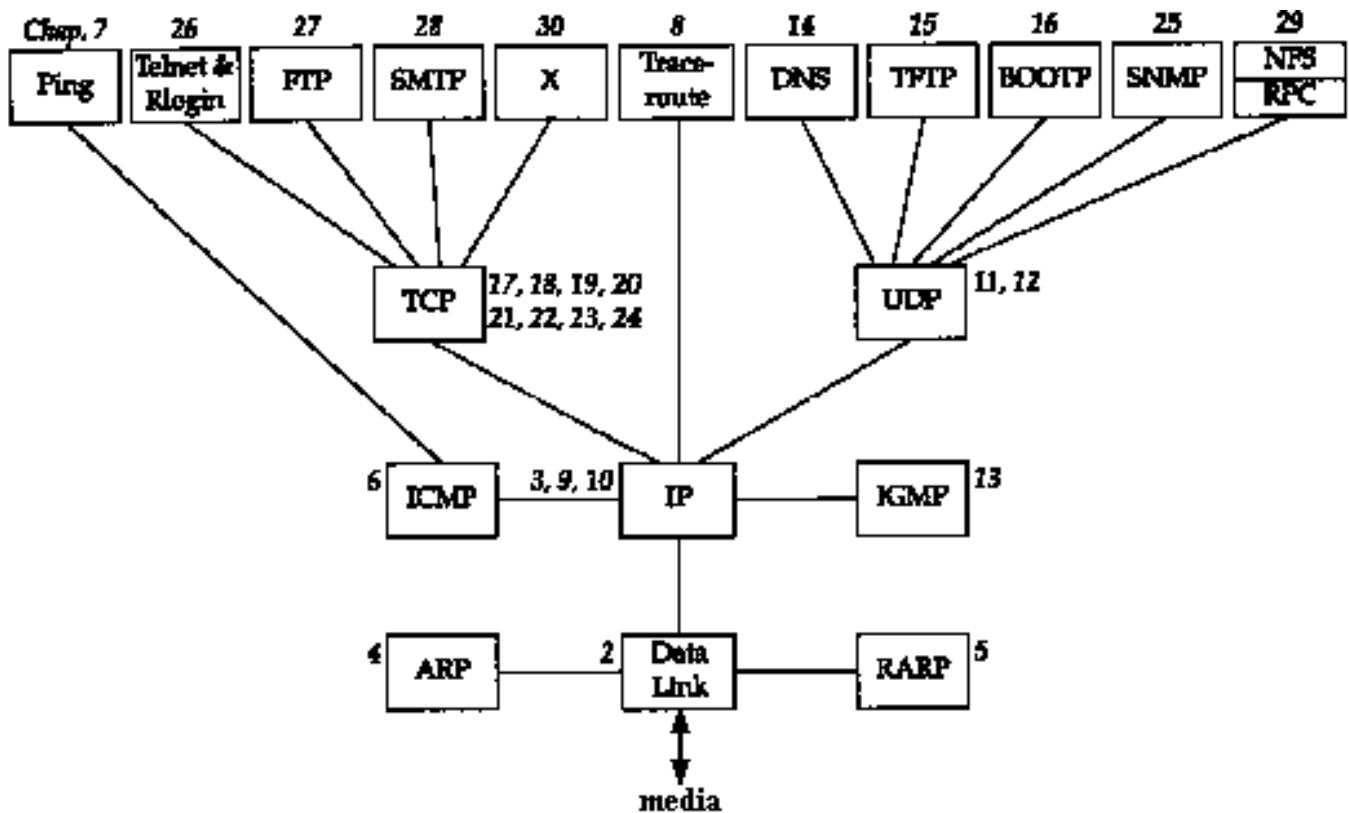 Chap. 7 26 27 28 30 8 14 15 16 25 29
Ping
Telnet &
Rlogin
FTP
SMTP
X
Trace-
route
DNS
TFTP
BOOTP
SNMP
NFS
RPC
TCP
17, 18, 19, 20
21, 22, 23, 24
UDP
11, 12
6
ICMP
3, 9, 10
IP
IGMP
13
4
ARP
2
Data
Link
RARP
5
media